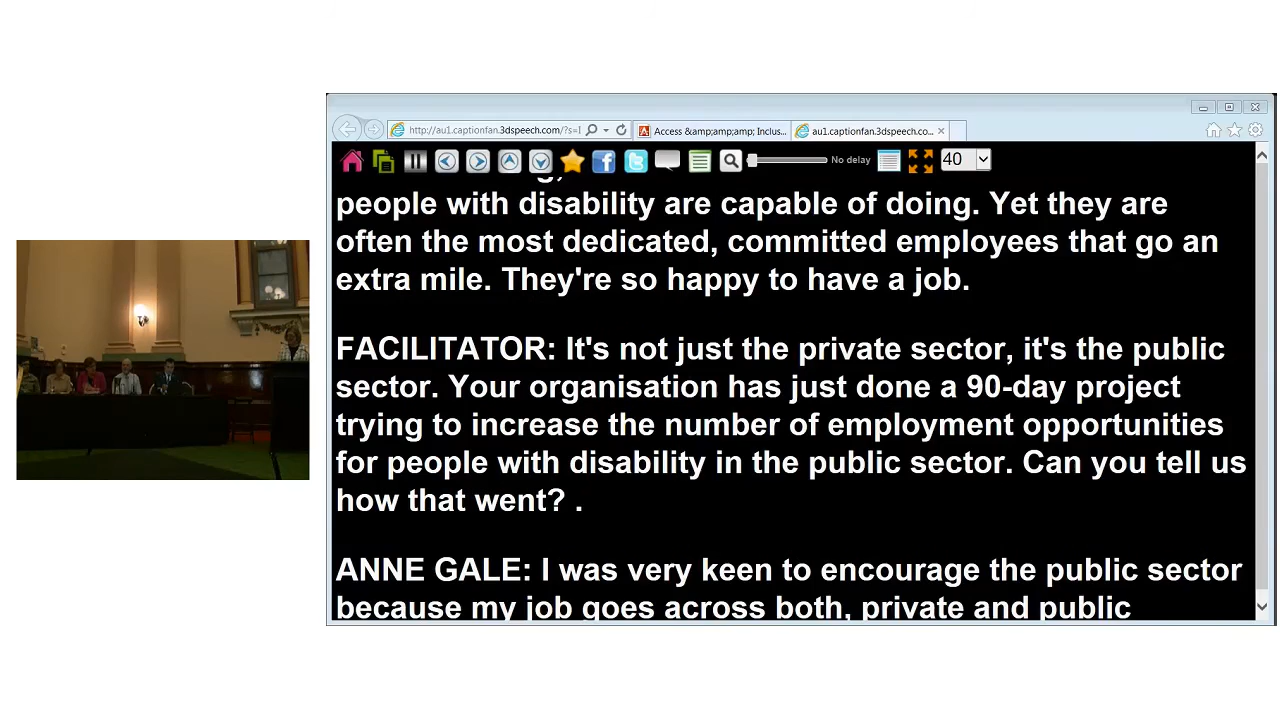 http://au1.captionfan.3dspeech.com/?s=I
Access &amp;amp;amp; Inclus...
au1.captionfan.3dspeech.co...
No delay
40
people with disability are capable of doing. Yet they are
often the most dedicated, committed employees that go an
extra mile. They're so happy to have a job.
FACILITATOR: It's not just the private sector, it's the public
sector. Your organisation has just done a 90-day project
trying to increase the number of employment opportunities
for people with disability in the public sector. Can you tell us
how that went? .
ANNE GALE: I was very keen to encourage the public sector
because my job goes across both, private and public